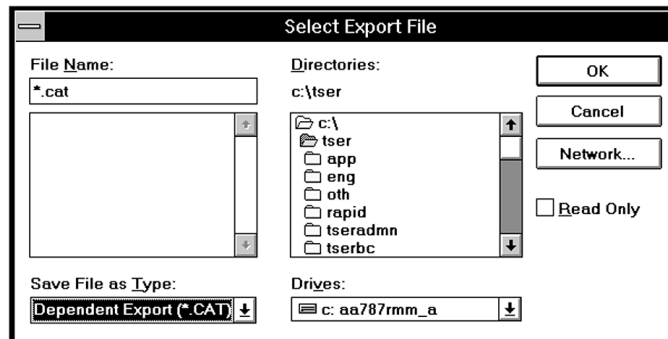 Select Export File
File Name:
*.cat
Directories:
c:\tser
c:\
tser
app
eng
oth
rapid
tseradmn
tserbc
OK
Cancel
Network...
Read Only
Save File as Type:
Dependent Export (*.CAT)
Drives:
c: aa787rmm_a